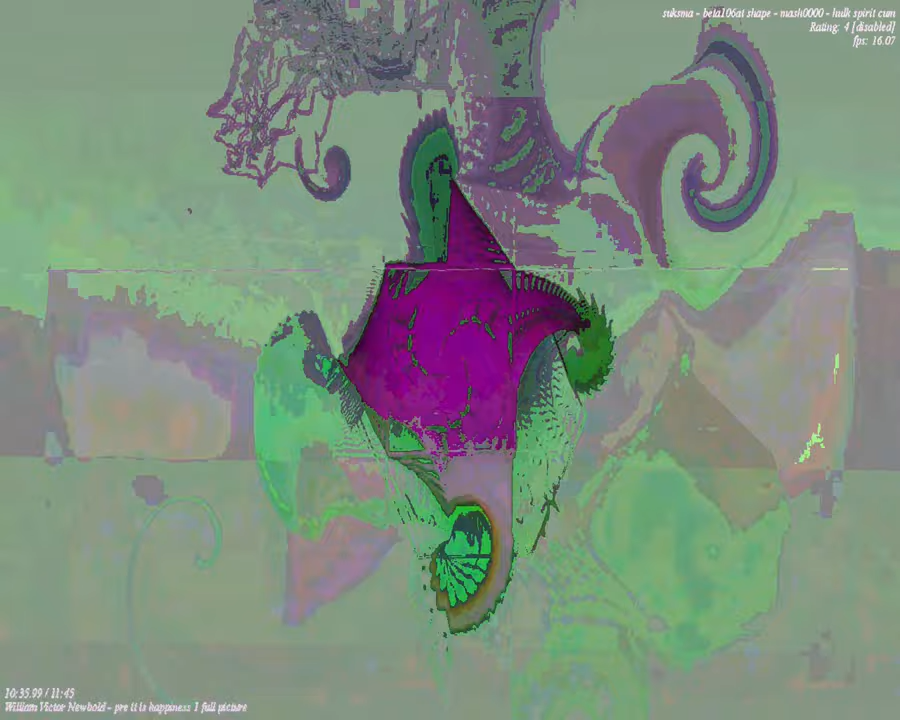 suksma - beta106at shape - mash0000 - hulk spirit cum
Rating: 4 [disabled]
fps: 16.07
10:35.99 / 11:45
William Victor Newbold - pre it is happiness 1 full picture